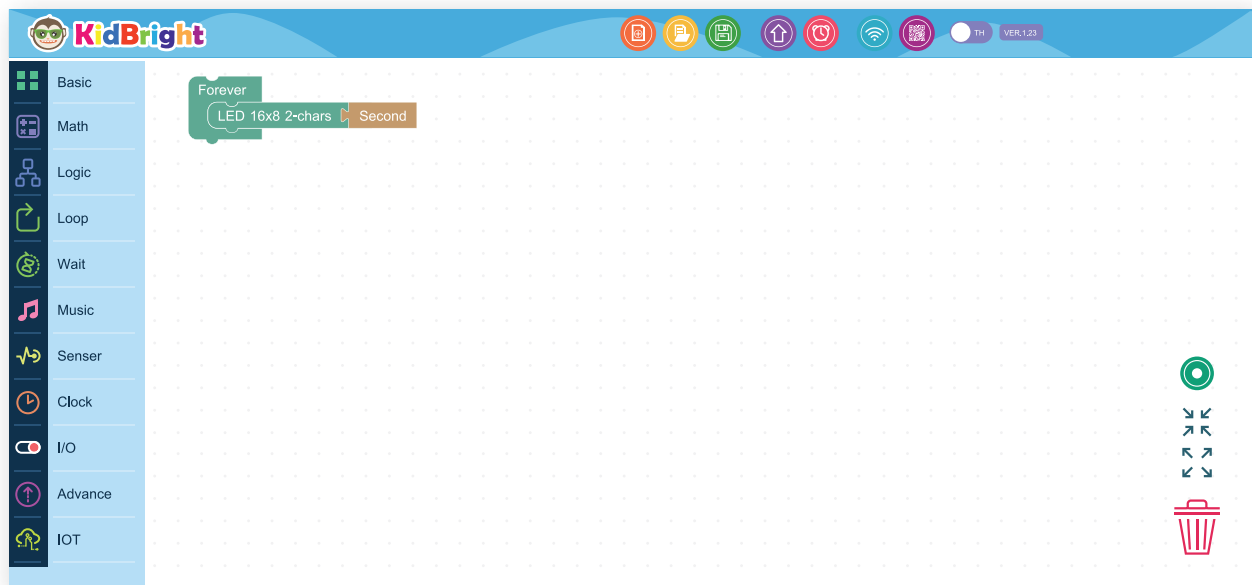 KidBright
TH
VER.1.23
Basic
Math
Logic
Loop
Wait
Music
Senser
Clock
I/O
Advance
IOT
Forever
LED 16x8 2-chars Second